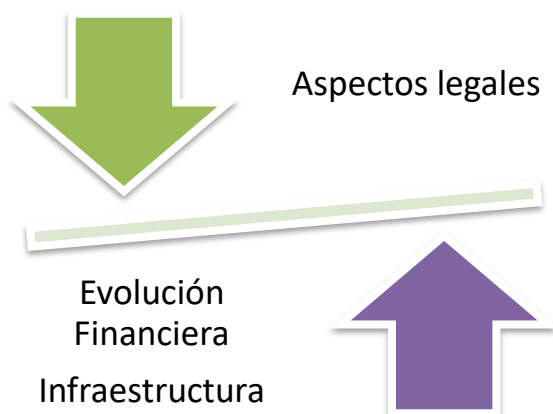 Aspectos legales
Evolución
Financiera
Infraestructura